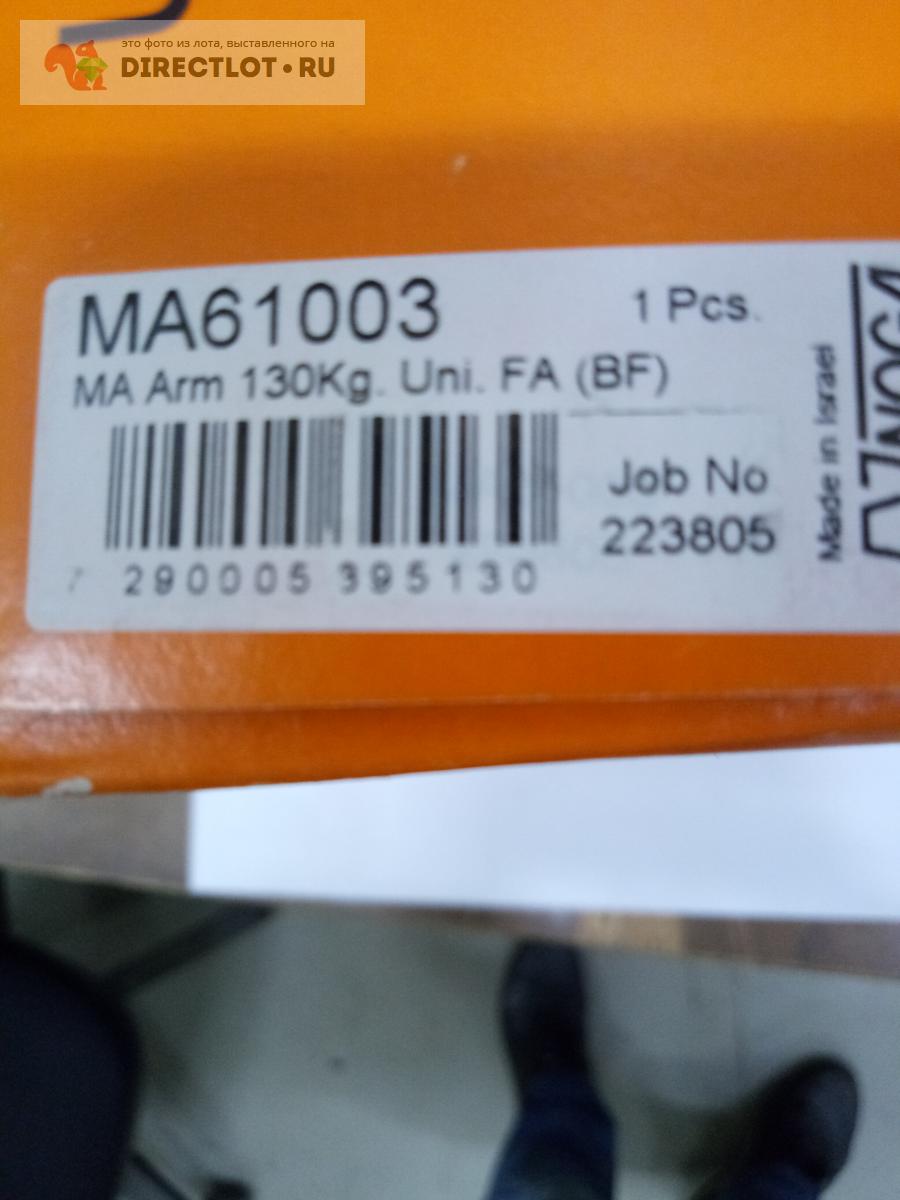 это фото из лота, выставленного на
DIRECTLOT•RU
MA61003
1 Pcs.
MA Arm 130Kg. Uni. FA (BF)
Job No
223805
7 290005 395130
Made in Israel
NOGA